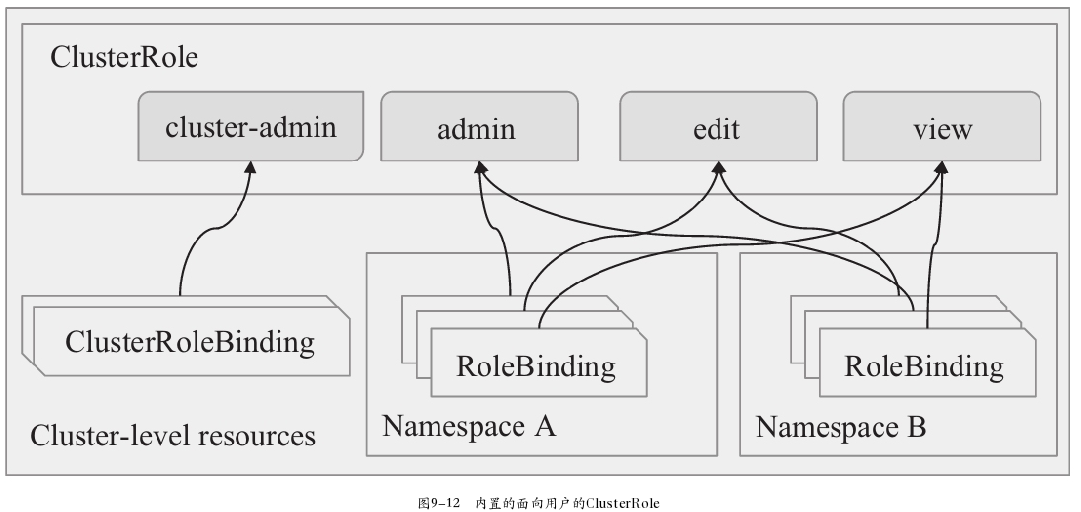 ClusterRole
cluster-admin
admin
edit
view
ClusterRoleBinding
RoleBinding
RoleBinding
Cluster-level resources
Namespace A
Namespace B
图9-12 内置的面向用户的ClusterRole